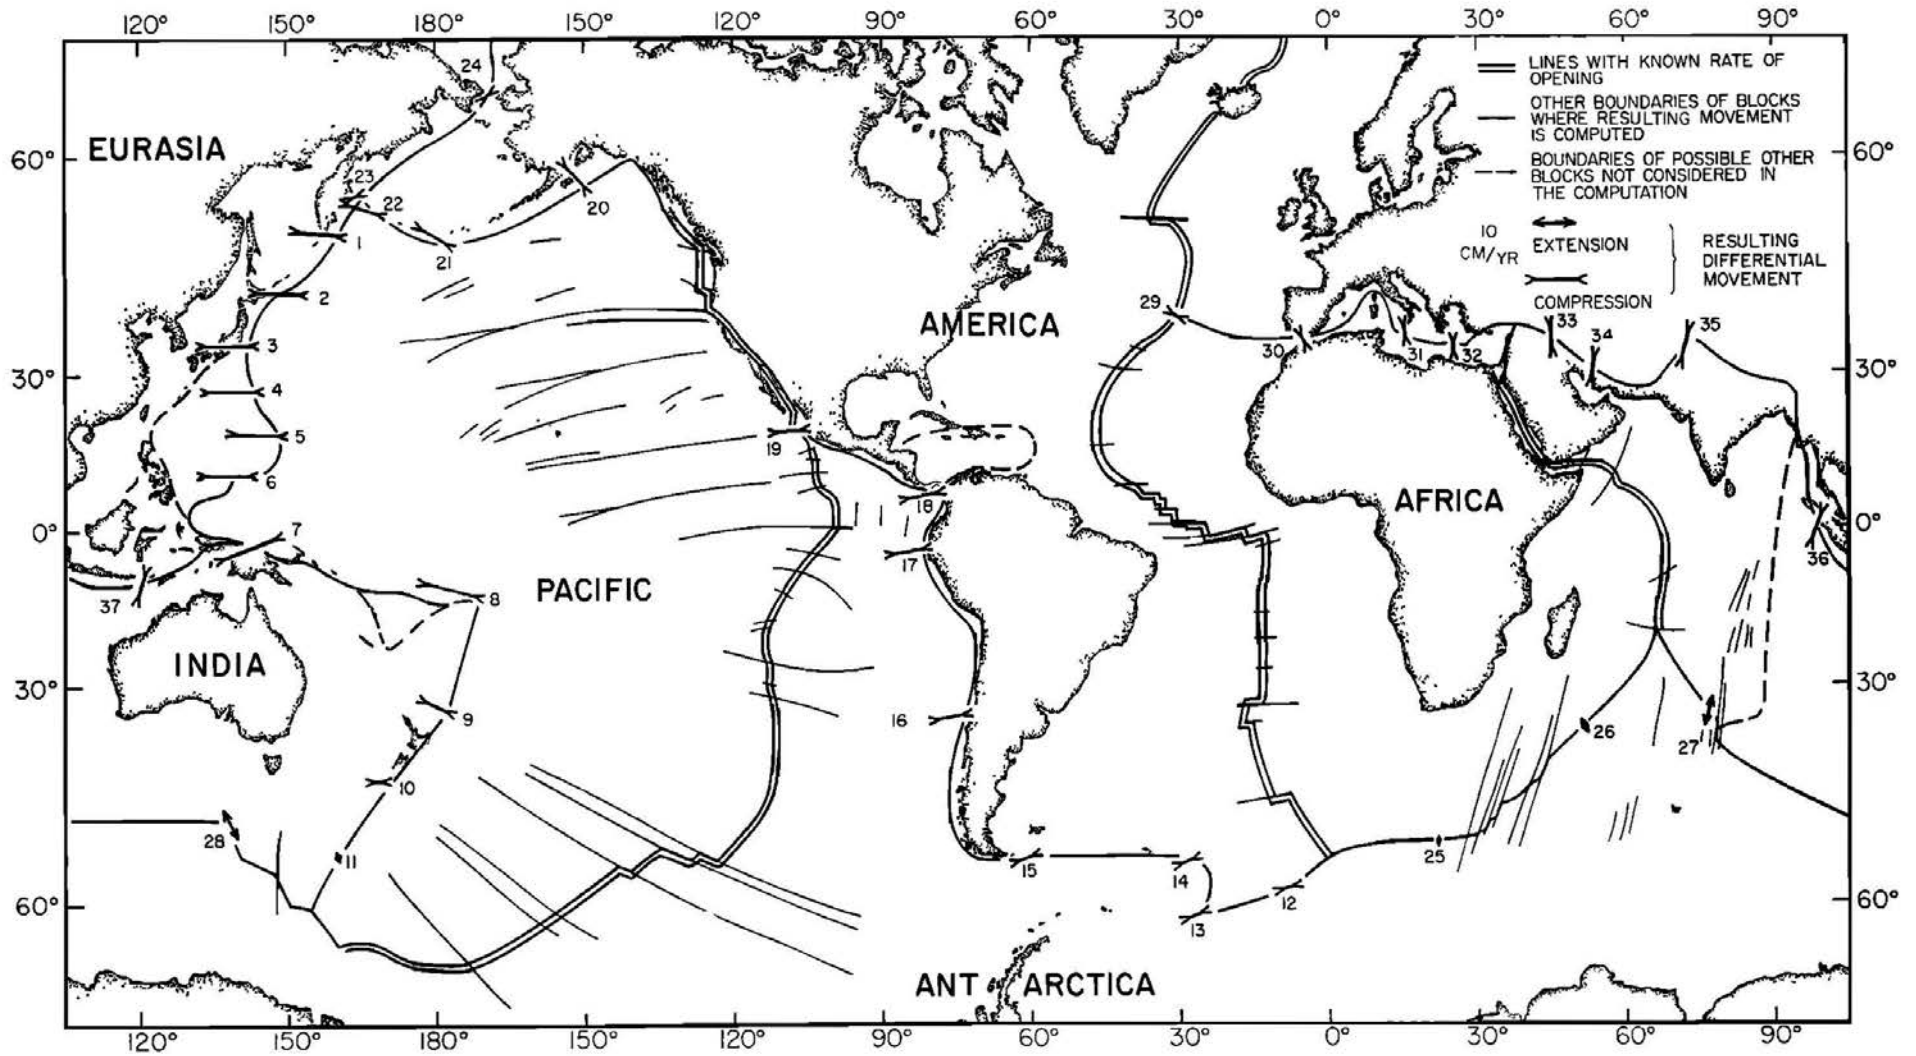 120° 150° 180° 150° 120° 90° 60° 30° 0° 30° 60° 90°
LINES WITH KNOWN RATE OF
OPENING
OTHER BOUNDARIES OF BLOCKS
WHERE RESULTING MOVEMENT
IS COMPUTED
BOUNDARIES OF POSSIBLE OTHER
BLOCKS NOT CONSIDERED IN
THE COMPUTATION
10
CM/YR
EXTENSION
COMPRESSION
RESULTING
DIFFERENTIAL
MOVEMENT
24
EURASIA
60° 60°
23
22
20
1
21
2
29
AMERICA
33
35
34
3
30
31
32
30° 30°
4
5
19
6
18
AFRICA
7
0° 0°
17
36
PACIFIC
37
8
INDIA
30° 30°
9
16
26
27
10
28
11
15
14
25
12
60° 60°
13
ANT ARCTICA
120° 150° 180° 150° 120° 90° 60° 30° 0° 30° 60° 90°